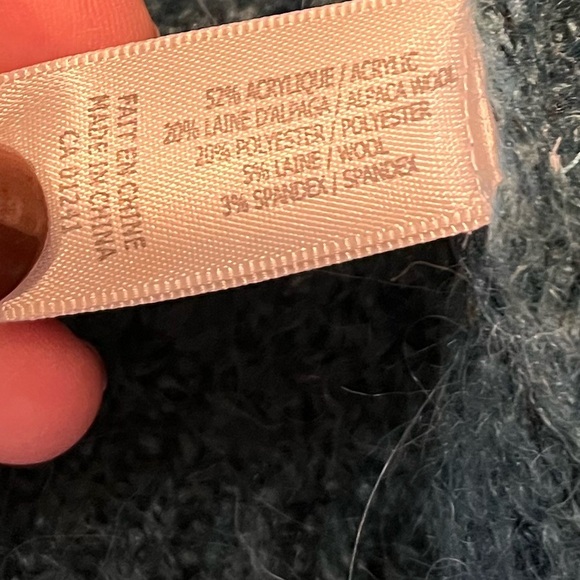 52% ACRYLIQUE / ACRYLIC
20% LAINE D'ALPAGA / ALPACA WOOL
20% POLYESTER / POLYESTER
5% LAINE / WOOL
3% SPANDEX / SPANDEX
FAIT EN CHINE
MADE IN CHINA
CA 01241